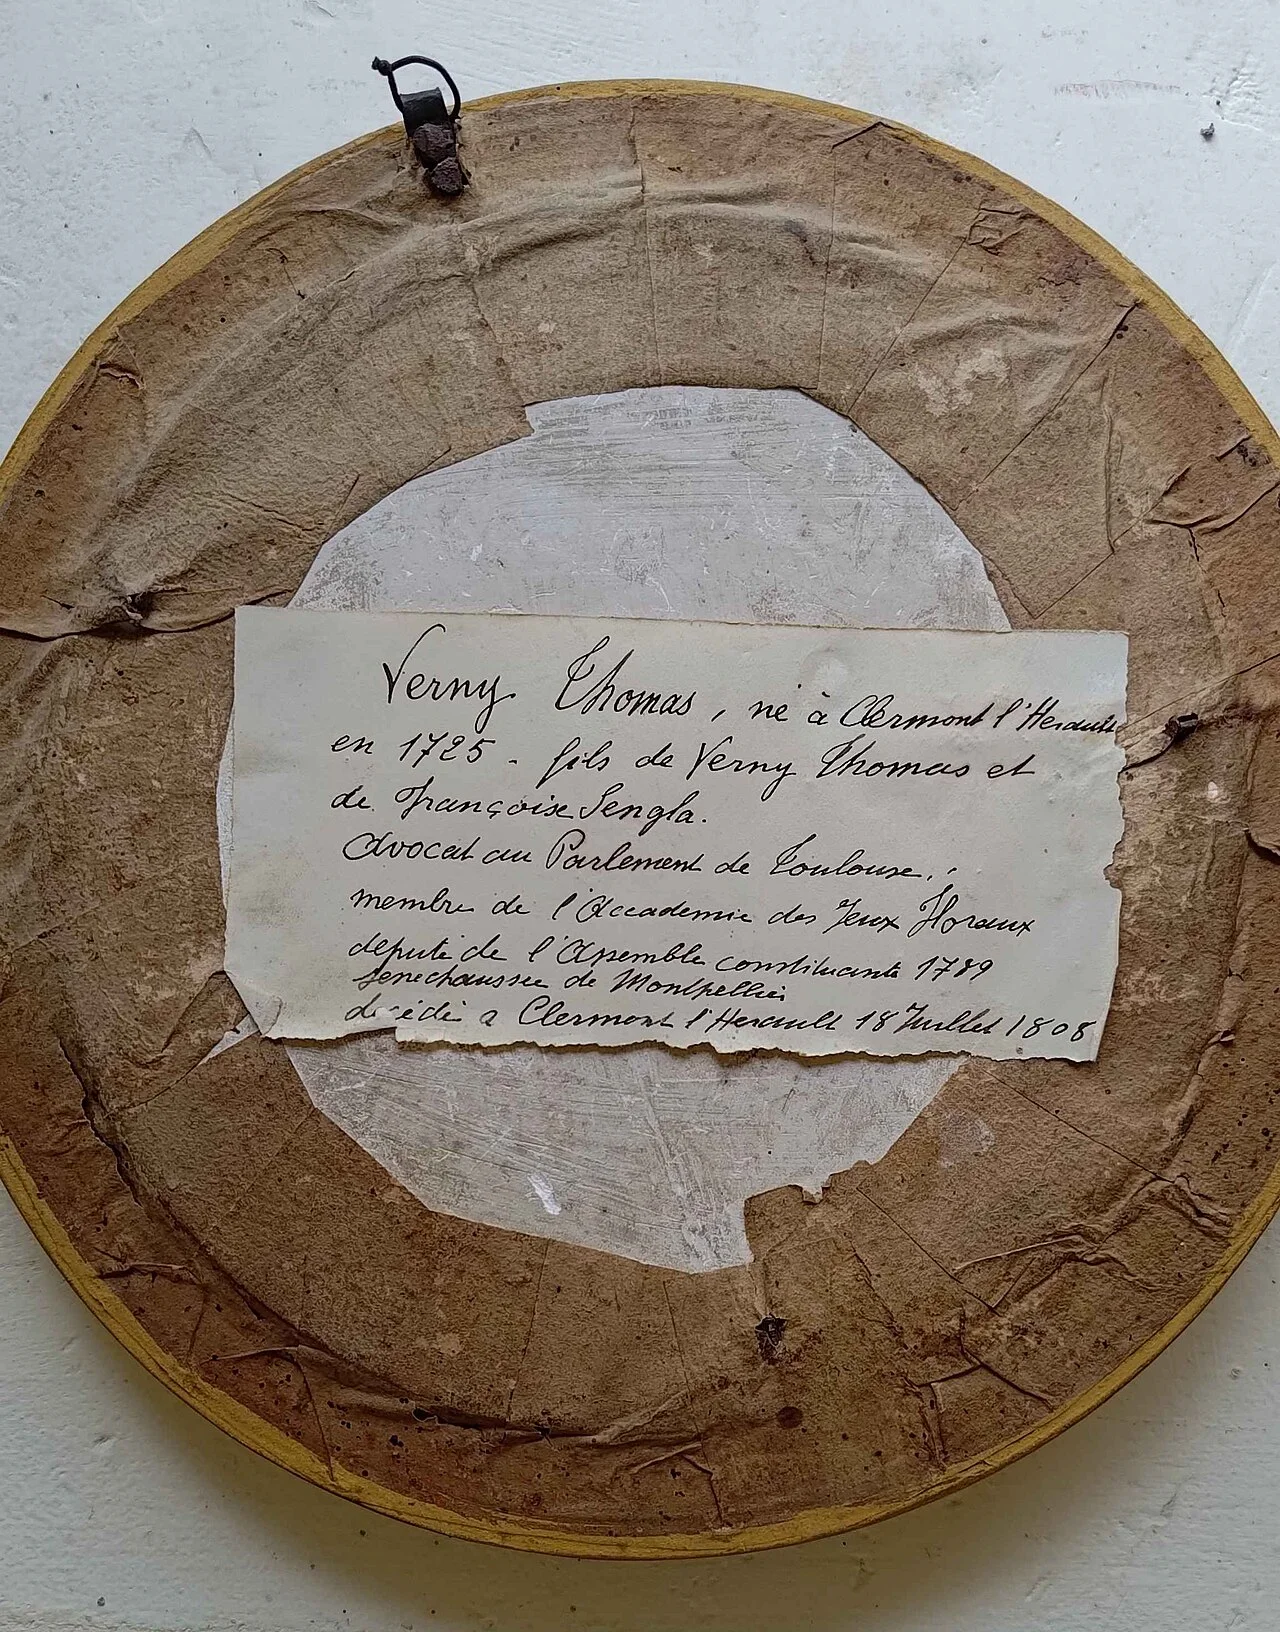 Verny Thomas, né à Clermont l'Herault
en 1725 - fils de Verny Thomas et
de Françoise Sengla.
Avocat au Parlement de Toulouse,
membre de l'Accademie des Jeux Floraux
député de l'Assemble constituante 1789
senechaussée de Montpellier
décédé a Clermont l'Herault 18 Juillet 1808